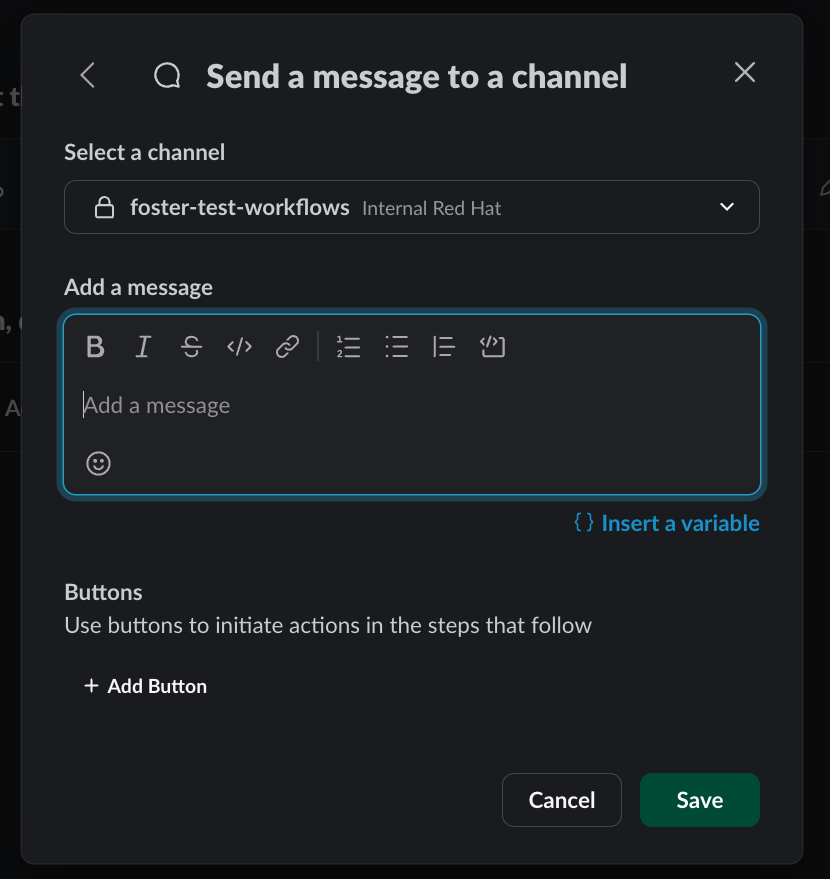 Send a message to a channel
Select a channel
foster-test-workflows Internal Red Hat
Add a message
B I S </>
Add a message
{} Insert a variable
Buttons
Use buttons to initiate actions in the steps that follow
+ Add Button
Cancel Save